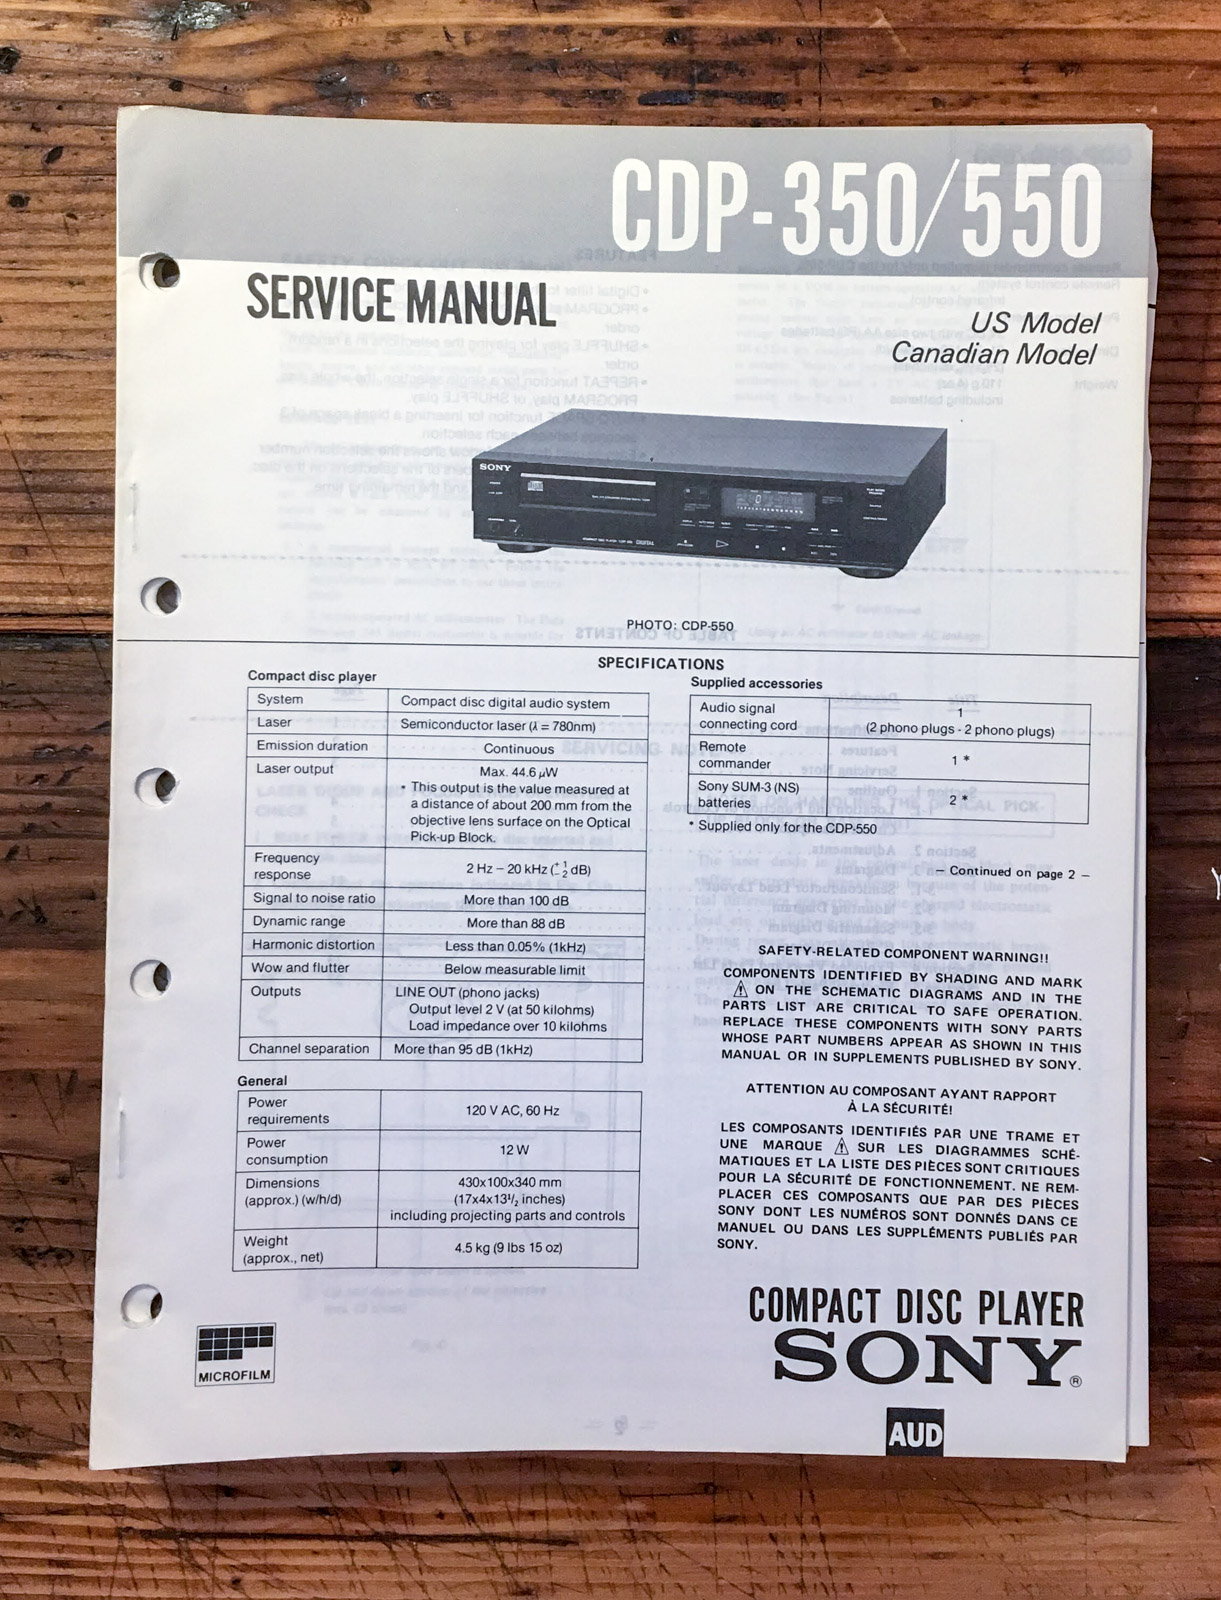 CDP-350/550
SERVICE MANUAL
US Model
Canadian Model
SONY
PHOTO: CDP-550
SPECIFICATIONS
Compact disc player
System Compact disc digital audio system
Laser Semiconductor laser (λ = 780nm)
Emission duration Continuous
Laser output Max. 44.6 μW
• This output is the value measured at
a distance of about 200 mm from the
objective lens surface on the Optical
Pick-up Block.
Frequency
response 2 Hz – 20 kHz (+1 −2 dB)
Signal to noise ratio More than 100 dB
Dynamic range More than 88 dB
Harmonic distortion Less than 0.05% (1kHz)
Wow and flutter Below measurable limit
Outputs LINE OUT (phono jacks)
Output level 2 V (at 50 kilohms)
Load impedance over 10 kilohms
Channel separation More than 95 dB (1kHz)
General
Power
requirements 120 V AC, 60 Hz
Power
consumption 12 W
Dimensions 430x100x340 mm
(approx.) (w/h/d) (17x4x13½ inches)
including projecting parts and controls
Weight
(approx., net) 4.5 kg (9 lbs 15 oz)
Supplied accessories
Audio signal 1
connecting cord (2 phono plugs - 2 phono plugs)
Remote
commander 1 *
Sony SUM-3 (NS)
batteries 2 *
* Supplied only for the CDP-550
– Continued on page 2 –
SAFETY-RELATED COMPONENT WARNING!!
COMPONENTS IDENTIFIED BY SHADING AND MARK
⚠ ON THE SCHEMATIC DIAGRAMS AND IN THE
PARTS LIST ARE CRITICAL TO SAFE OPERATION.
REPLACE THESE COMPONENTS WITH SONY PARTS
WHOSE PART NUMBERS APPEAR AS SHOWN IN THIS
MANUAL OR IN SUPPLEMENTS PUBLISHED BY SONY.
ATTENTION AU COMPOSANT AYANT RAPPORT
À LA SÉCURITÉ!
LES COMPOSANTS IDENTIFIÉS PAR UNE TRAME ET
UNE MARQUE ⚠ SUR LES DIAGRAMMES SCHÉ-
MATIQUES ET LA LISTE DES PIÈCES SONT CRITIQUES
POUR LA SÉCURITÉ DE FONCTIONNEMENT. NE REM-
PLACER CES COMPOSANTS QUE PAR DES PIÈCES
SONY DONT LES NUMÉROS SONT DONNÉS DANS CE
MANUEL OU DANS LES SUPPLÉMENTS PUBLIÉS PAR
SONY.
COMPACT DISC PLAYER
SONY®
MICROFILM
AUD